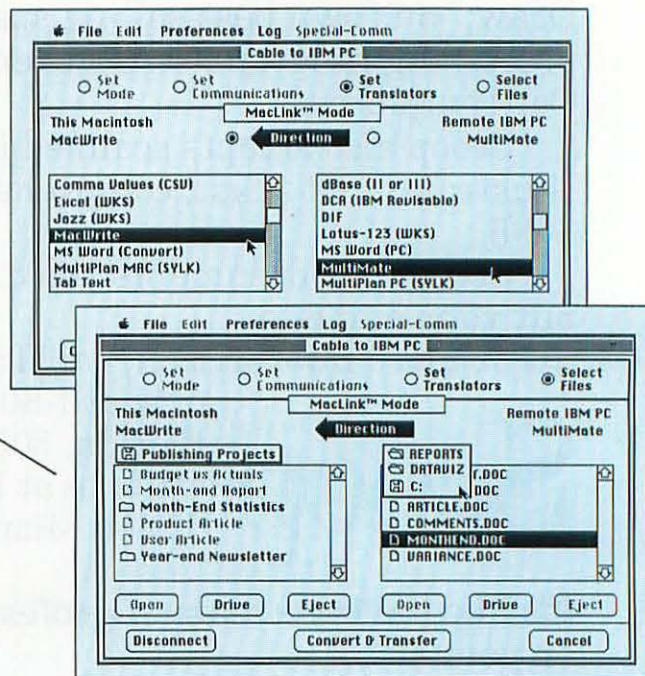 File Edit Preferences Log Special-Comm
Cable to IBM PC
Set Mode Set Communications Set Translators Select Files
MacLink™ Mode
This Macintosh Remote IBM PC
MacWrite Direction MultiMate
Comma Values (CSV)
Excel (WKS)
Jazz (WKS)
MacWrite
MS Word (Convert)
MultiPlan MAC (SYLK)
Tab Text
dBase (II or III)
DCA (IBM Revisable)
DIF
Lotus-123 (WKS)
MS Word (PC)
MultiMate
MultiPlan PC (SYLK)
File Edit Preferences Log Special-Comm
Cable to IBM PC
Set Mode Set Communications Set Translators Select Files
MacLink™ Mode
This Macintosh Remote IBM PC
MacWrite Direction MultiMate
Publishing Projects
Budget vs Actuals
Month-end Report
Month-End Statistics
Product Article
User Article
Year-end Newsletter
REPORTS
DATAVIZ
C:
ARTICLE.DOC
COMMENTS.DOC
MONTHEND.DOC
VARIANCE.DOC
Open Drive Eject Open Drive Eject
Disconnect Convert & Transfer Cancel